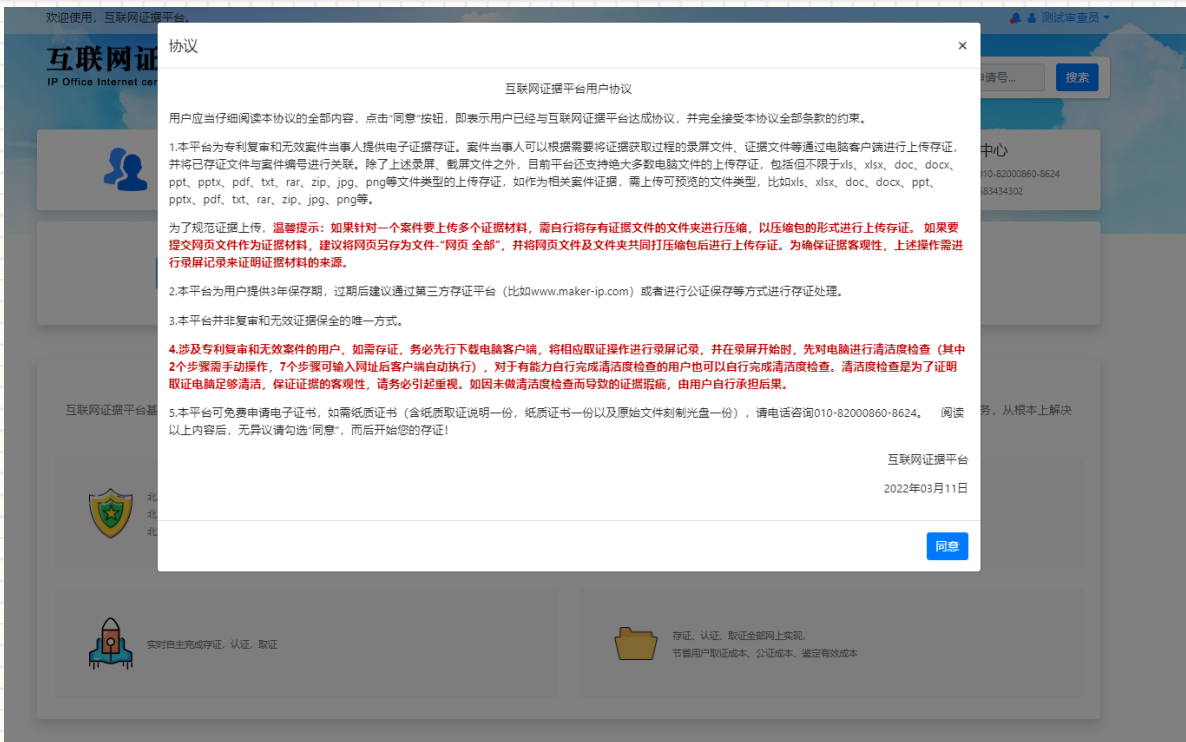 欢迎使用，互联网证据平台。
测试审查员
互联网证
IP Office Internet cer
请号...
搜索
协议
×
互联网证据平台用户协议
用户应当仔细阅读本协议的全部内容，点击“同意”按钮，即表示用户已经与互联网证据平台达成协议，并完全接受本协议全部条款的约束。
1.本平台为专利复审和无效案件当事人提供电子证据存证。案件当事人可以根据需要将证据获取过程的录屏文件、证据文件等通过电脑客户端进行上传存证，
并将已存证文件与案件编号进行关联。除了上述录屏、截屏文件之外，目前平台还支持绝大多数电脑文件的上传存证，包括但不限于xls、xlsx、doc、docx、
ppt、pptx、pdf、txt、rar、zip、jpg、png等文件类型的上传存证，如作为相关案件证据，需上传可预览的文件类型，比如xls、xlsx、doc、docx、ppt、
pptx、pdf、txt、rar、zip、jpg、png等。
为了规范证据上传，温馨提示：如果针对一个案件要上传多个证据材料，需自行将存有证据文件的文件夹进行压缩，以压缩包的形式进行上传存证。 如果要
提交网页文件作为证据材料，建议将网页另存为文件-“网页 全部”，并将网页文件及文件夹共同打压缩包后进行上传存证。为确保证据客观性，上述操作需进
行录屏记录来证明证据材料的来源。
2.本平台为用户提供3年保存期，过期后建议通过第三方存证平台（比如www.maker-ip.com）或者进行公证保存等方式进行存证处理。
3.本平台并非复审和无效证据保全的唯一方式。
4.涉及专利复审和无效案件的用户，如需存证，务必先行下载电脑客户端，将相应取证操作进行录屏记录，并在录屏开始时，先对电脑进行清洁度检查（其中
2个步骤需手动操作，7个步骤可输入网址后客户端自动执行），对于有能力自行完成清洁度检查的用户也可以自行完成清洁度检查。清洁度检查是为了证明
取证电脑足够清洁，保证证据的客观性，请务必引起重视。如因未做清洁度检查而导致的证据瑕疵，由用户自行承担后果。
5.本平台可免费申请电子证书，如需纸质证书（含纸质取证说明一份，纸质证书一份以及原始文件刻制光盘一份），请电话咨询010-82000860-8624。 阅读
以上内容后，无异议请勾选“同意”，而后开始您的存证！
互联网证据平台
2022年03月11日
同意
中心
010-82000860-8624
583434302
互联网证据平台基
务，从根本上解决
北
北
北
实时自主完成存证，认证，取证
存证、认证、取证全部网上实现，
节省用户取证成本、公证成本、鉴定有效成本